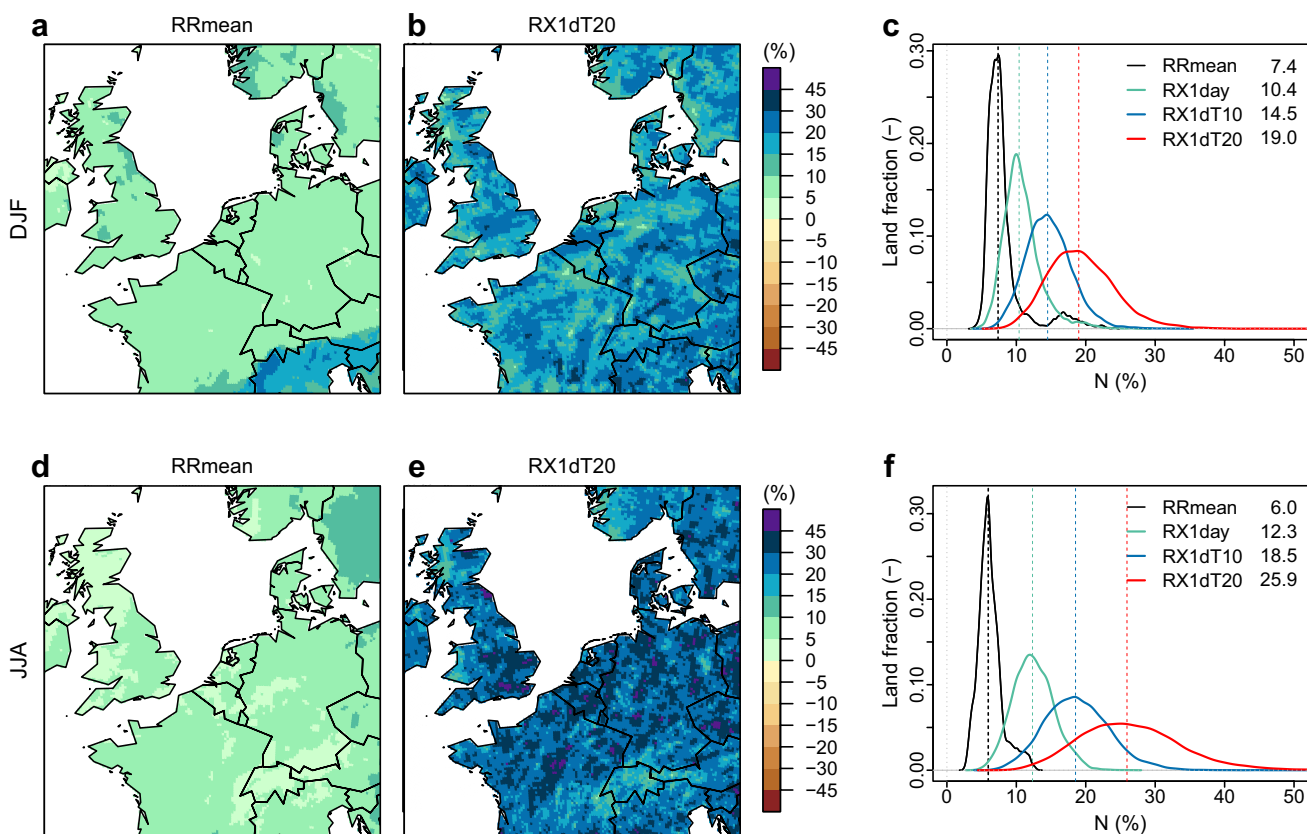 a RRmean
b RX1dT20
(%)
45
30
20
15
10
5
0
−5
−10
−15
−20
−30
−45
DJF
c
RRmean 7.4
RX1day 10.4
RX1dT10 14.5
RX1dT20 19.0
Land fraction (−)
0.30
0.20
0.10
0.00
0 10 20 30 40 50
N (%)
d RRmean
e RX1dT20
(%)
45
30
20
15
10
5
0
−5
−10
−15
−20
−30
−45
JJA
f
RRmean 6.0
RX1day 12.3
RX1dT10 18.5
RX1dT20 25.9
Land fraction (−)
0.30
0.20
0.10
0.00
0 10 20 30 40 50
N (%)